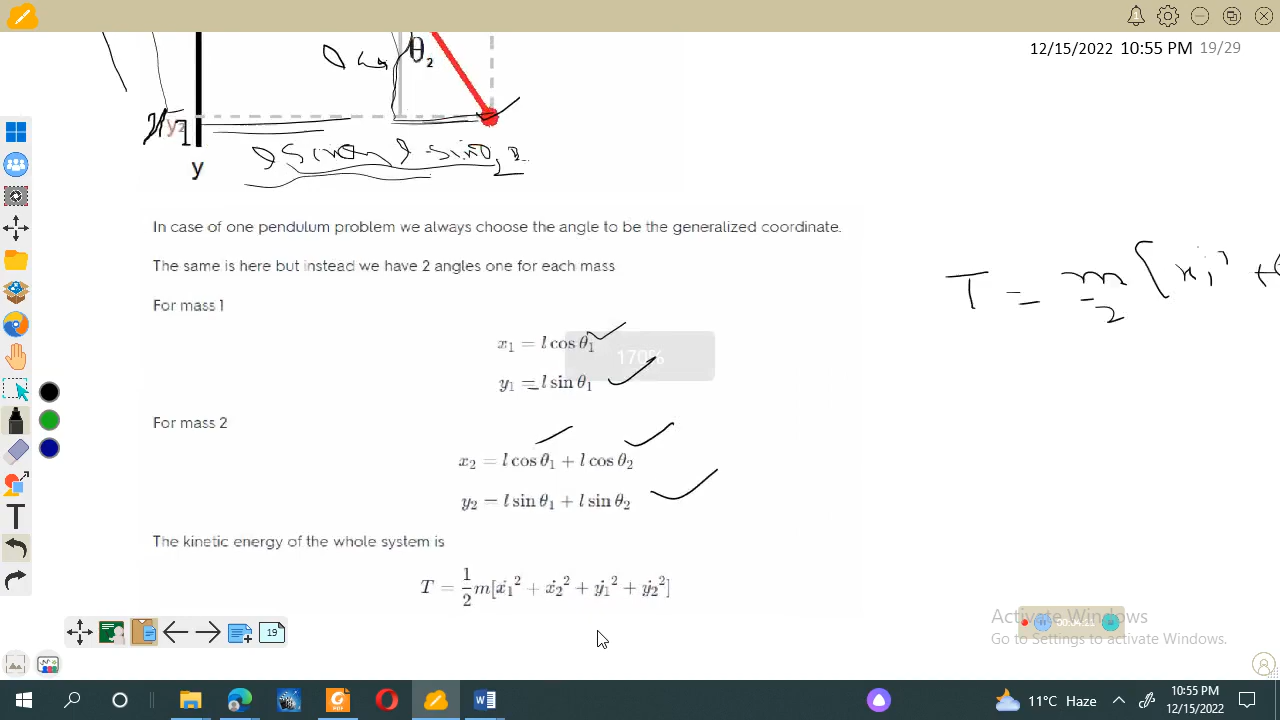 12/15/2022 10:55 PM 19/29
θ₂
y
In case of one pendulum problem we always choose the angle to be the generalized coordinate.
The same is here but instead we have 2 angles one for each mass
For mass 1
x₁ = l cos θ₁
170%
y₁ = l sin θ₁
For mass 2
x₂ = l cos θ₁ + l cos θ₂
y₂ = l sin θ₁ + l sin θ₂
The kinetic energy of the whole system is
T = 1/2 m[ẋ₁² + ẋ₂² + ẏ₁² + ẏ₂²]
T = m/2
Activate Windows
Go to Settings to activate Windows.
T
19
11°C Haze
10:55 PM
12/15/2022